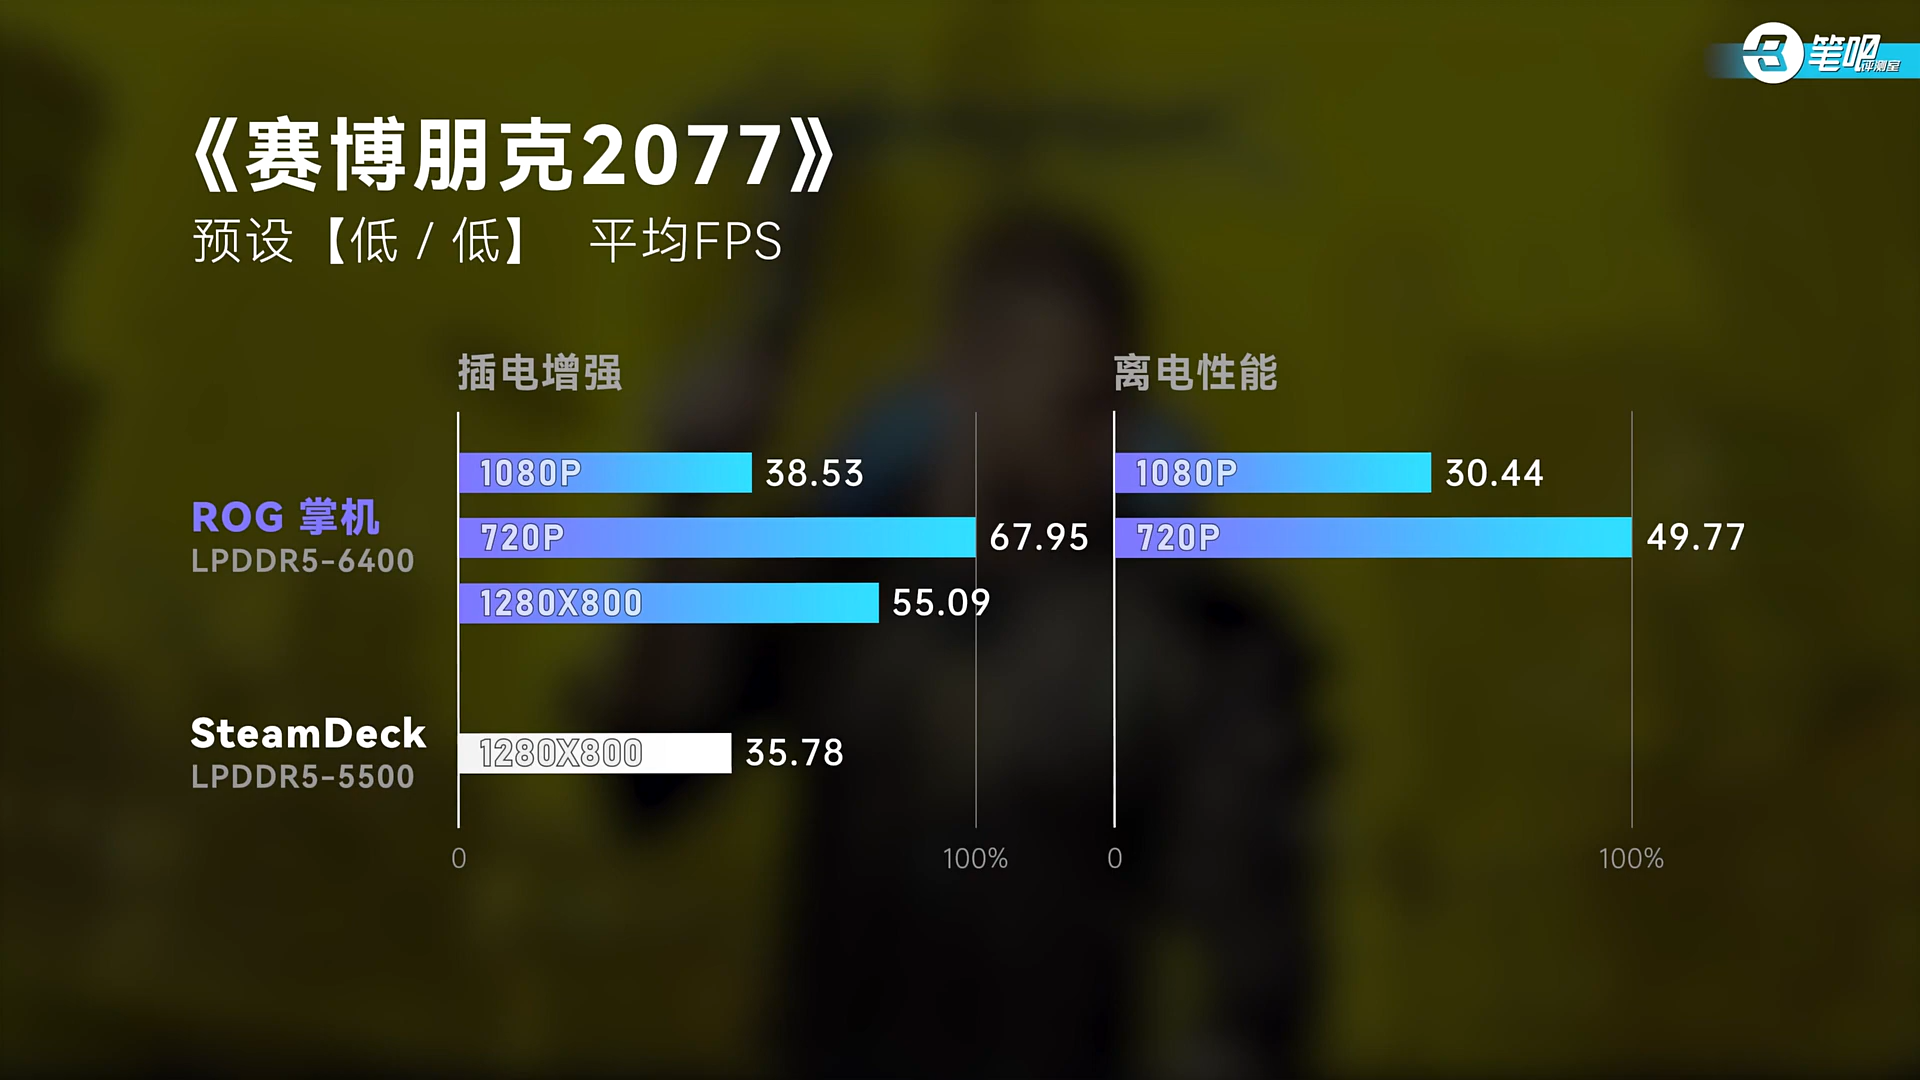 笔吧评测室
《赛博朋克2077》
预设【低 / 低】 平均FPS
插电增强
1080P 38.53
ROG 掌机
LPDDR5-6400
720P 67.95
1280X800 55.09
SteamDeck
LPDDR5-5500
1280X800 35.78
0 100%
离电性能
1080P 30.44
720P 49.77
0 100%